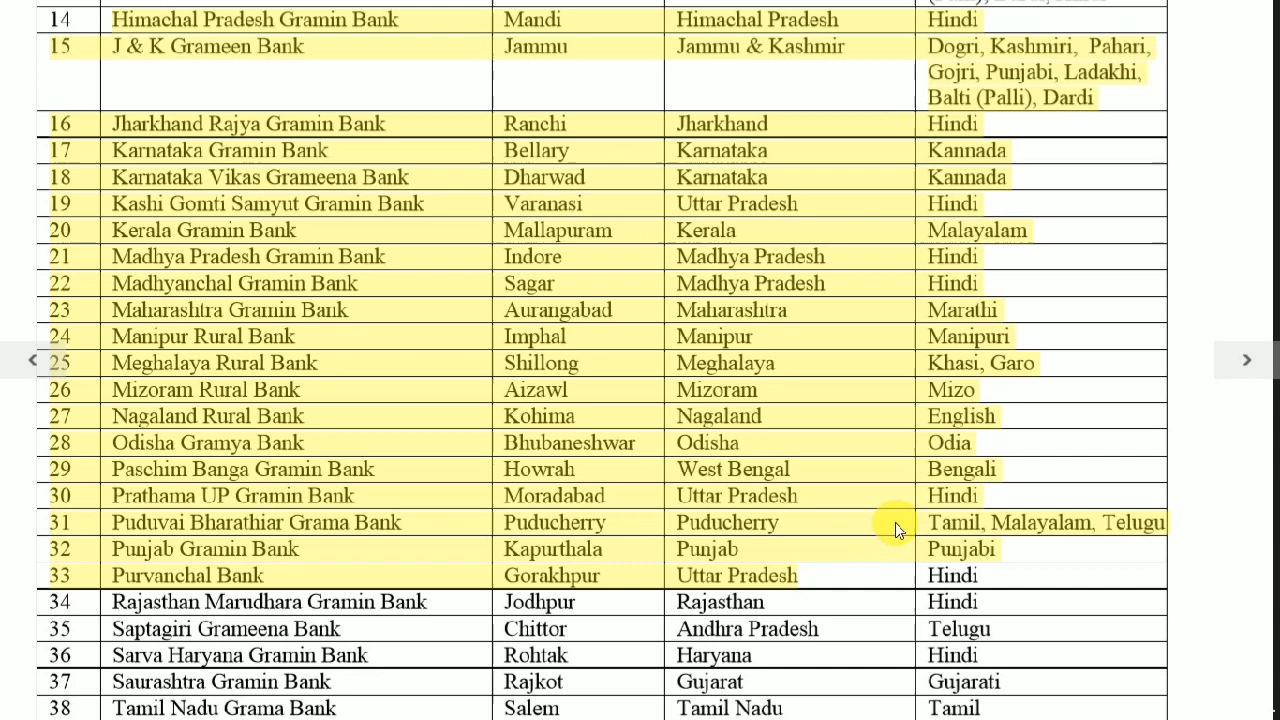 14 Himachal Pradesh Gramin Bank Mandi Himachal Pradesh Hindi
15 J & K Grameen Bank Jammu Jammu & Kashmir Dogri, Kashmiri, Pahari,
Gojri, Punjabi, Ladakhi,
Balti (Palli), Dardi
16 Jharkhand Rajya Gramin Bank Ranchi Jharkhand Hindi
17 Karnataka Gramin Bank Bellary Karnataka Kannada
18 Karnataka Vikas Grameena Bank Dharwad Karnataka Kannada
19 Kashi Gomti Samyut Gramin Bank Varanasi Uttar Pradesh Hindi
20 Kerala Gramin Bank Mallapuram Kerala Malayalam
21 Madhya Pradesh Gramin Bank Indore Madhya Pradesh Hindi
22 Madhyanchal Gramin Bank Sagar Madhya Pradesh Hindi
23 Maharashtra Gramin Bank Aurangabad Maharashtra Marathi
24 Manipur Rural Bank Imphal Manipur Manipuri
25 Meghalaya Rural Bank Shillong Meghalaya Khasi, Garo
26 Mizoram Rural Bank Aizawl Mizoram Mizo
27 Nagaland Rural Bank Kohima Nagaland English
28 Odisha Gramya Bank Bhubaneshwar Odisha Odia
29 Paschim Banga Gramin Bank Howrah West Bengal Bengali
30 Prathama UP Gramin Bank Moradabad Uttar Pradesh Hindi
31 Puduvai Bharathiar Grama Bank Puducherry Puducherry Tamil, Malayalam, Telugu
32 Punjab Gramin Bank Kapurthala Punjab Punjabi
33 Purvanchal Bank Gorakhpur Uttar Pradesh Hindi
34 Rajasthan Marudhara Gramin Bank Jodhpur Rajasthan Hindi
35 Saptagiri Grameena Bank Chittor Andhra Pradesh Telugu
36 Sarva Haryana Gramin Bank Rohtak Haryana Hindi
37 Saurashtra Gramin Bank Rajkot Gujarat Gujarati
38 Tamil Nadu Grama Bank Salem Tamil Nadu Tamil